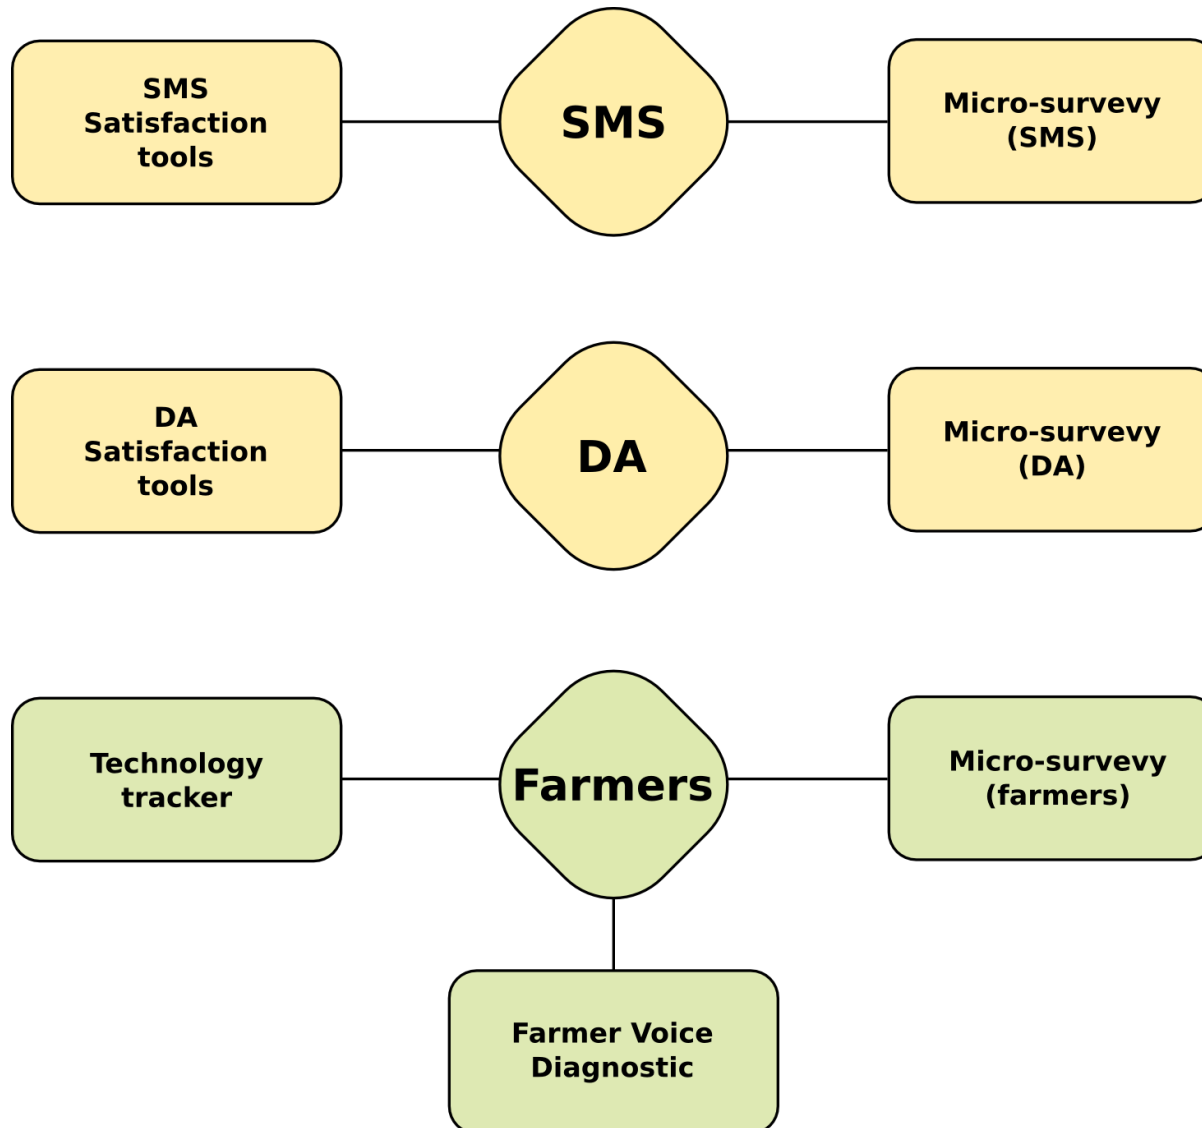 SMS
Satisfaction
tools
SMS
Micro-survevy
(SMS)
DA
Satisfaction
tools
DA
Micro-survevy
(DA)
Technology
tracker
Farmers
Micro-survevy
(farmers)
Farmer Voice
Diagnostic